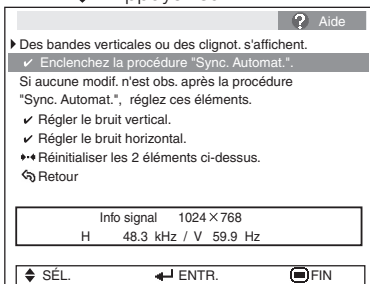 ? Aide
Des bandes verticales ou des clignot. s'affichent.
✔ Enclenchez la procédure "Sync. Automat.".
Si aucune modif. n'est obs. après la procédure
"Sync. Automat.", réglez ces éléments.
✔ Régler le bruit vertical.
✔ Régler le bruit horizontal.
Réinitialiser les 2 éléments ci-dessus.
Retour
Info signal 1024×768
H 48.3 kHz / V 59.9 Hz
SÉL. ENTR. FIN